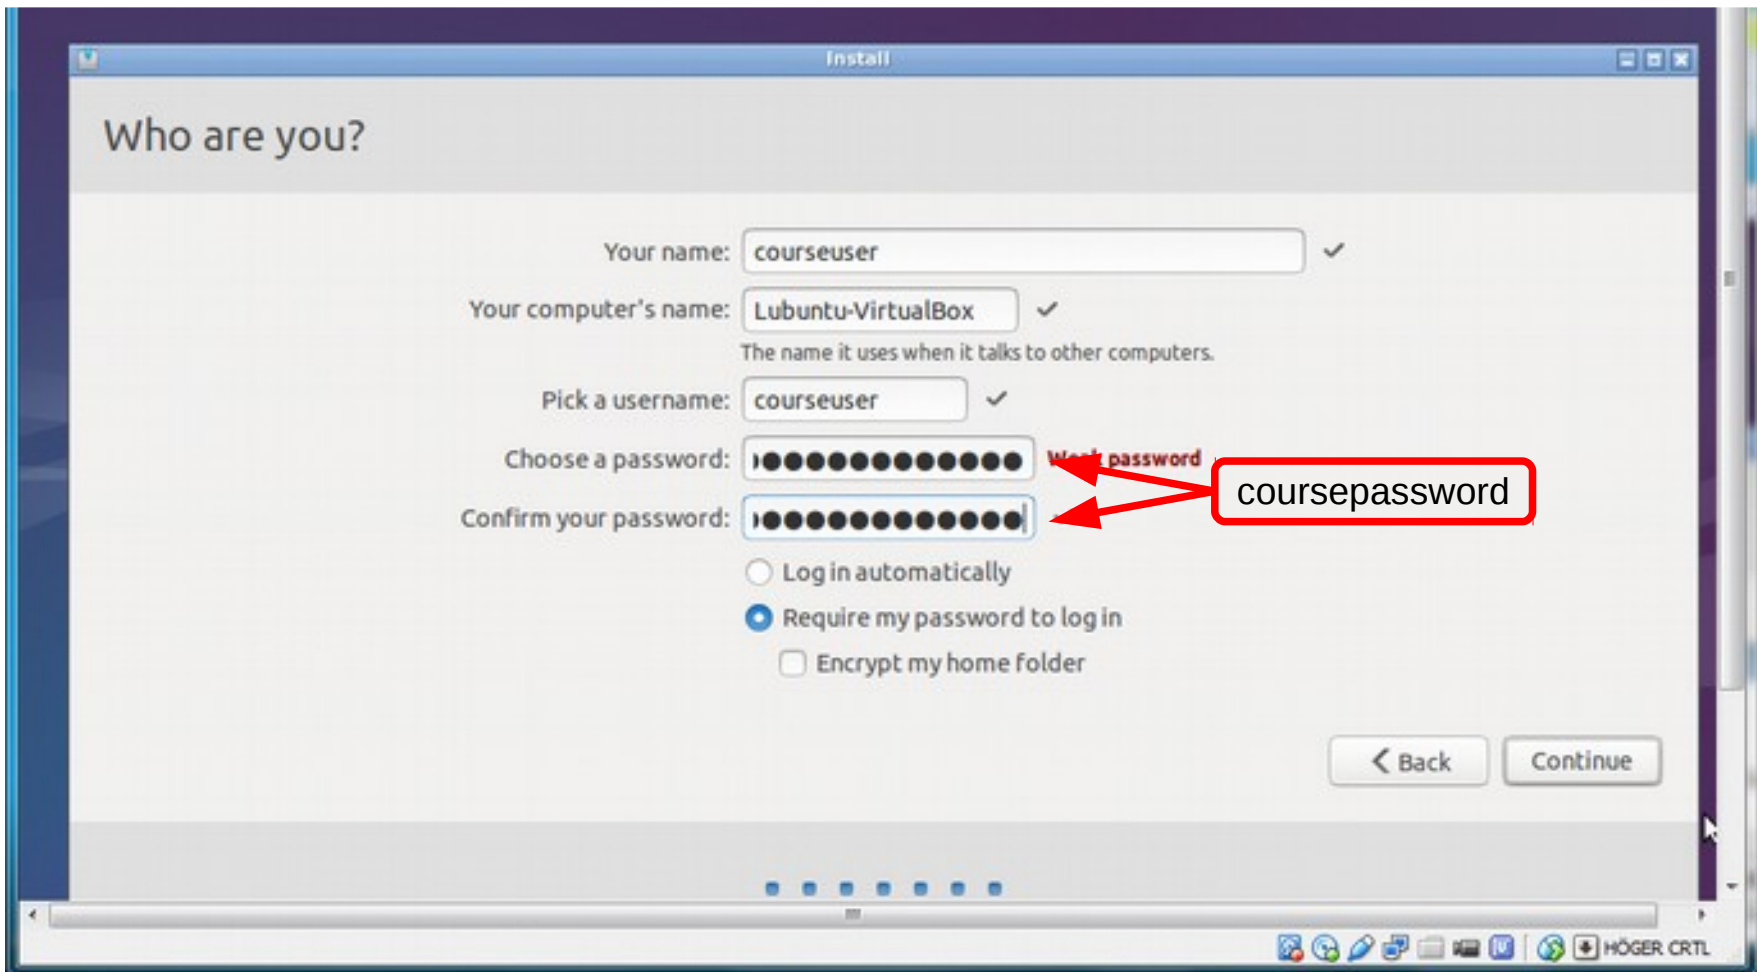 Install
Who are you?
Your name: courseuser
Your computer's name: Lubuntu-VirtualBox
The name it uses when it talks to other computers.
Pick a username: courseuser
Choose a password: Weak password
coursepassword
Confirm your password:
Log in automatically
Require my password to log in
Encrypt my home folder
Back Continue
HÖGER CRTL